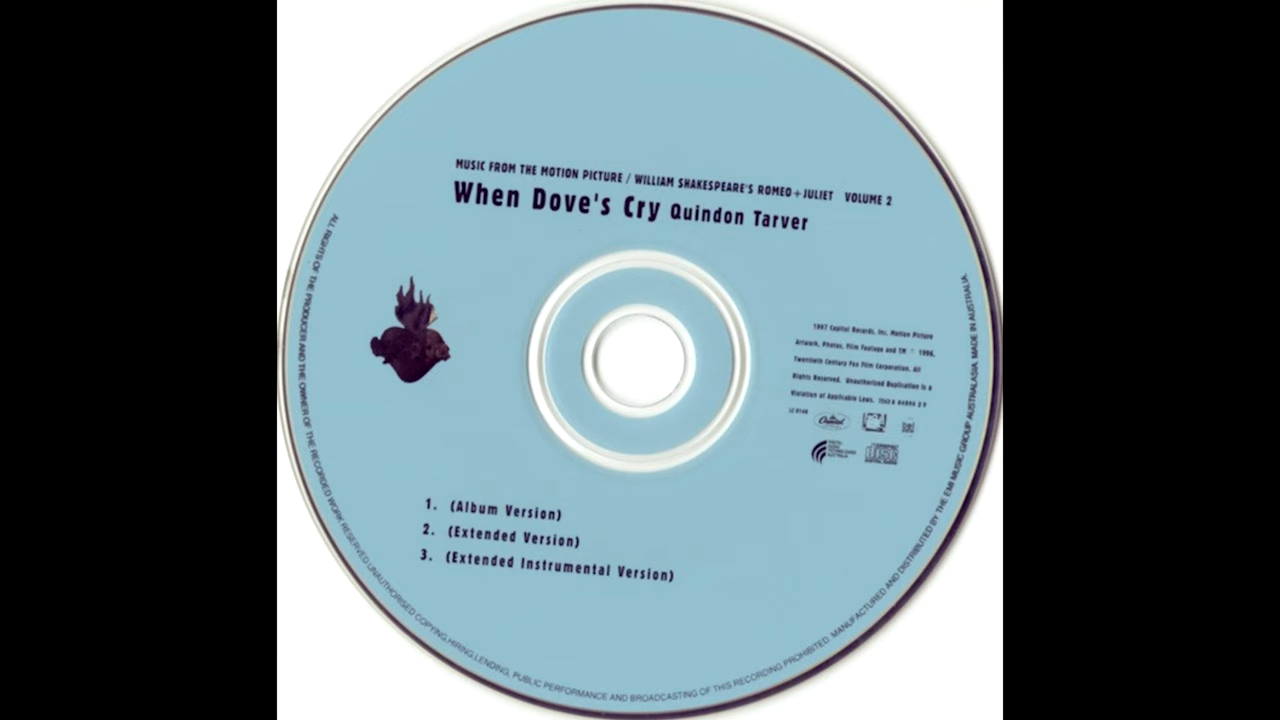 MUSIC FROM THE MOTION PICTURE / WILLIAM SHAKESPEARE'S ROMEO+JULIET VOLUME 2
When Dove's Cry Quindon Tarver
1997 Capitol Records, Inc. Motion Picture
Artwork, Photos, Film Footage and TM © 1996,
Twentieth Century Fox Film Corporation. All
Rights Reserved. Unauthorized Duplication is a
Violation of Applicable Laws.
Capitol
1. (Album Version)
2. (Extended Version)
3. (Extended Instrumental Version)
ALL RIGHTS OF THE PRODUCER AND THE OWNER OF THE RECORDED WORK RESERVED UNAUTHORISED COPYING,HIRING,LENDING, PUBLIC PERFORMANCE AND BROADCASTING OF THIS RECORDING PROHIBITED. MANUFACTURED AND DISTRIBUTED BY THE EMI MUSIC GROUP AUSTRALASIA. MADE IN AUSTRALIA.